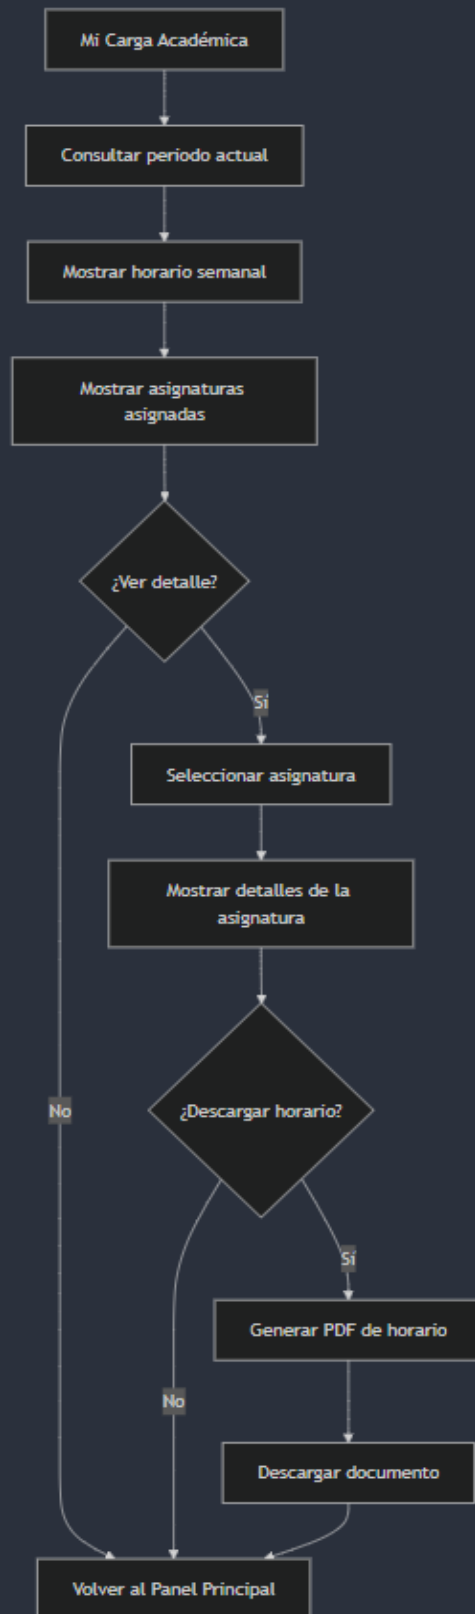 Mi Carga Académica
Consultar periodo actual
Mostrar horario semanal
Mostrar asignaturas
asignadas
¿Ver detalle?
Sí
Seleccionar asignatura
Mostrar detalles de la
asignatura
¿Descargar horario?
No
Sí
Generar PDF de horario
No
Descargar documento
Volver al Panel Principal